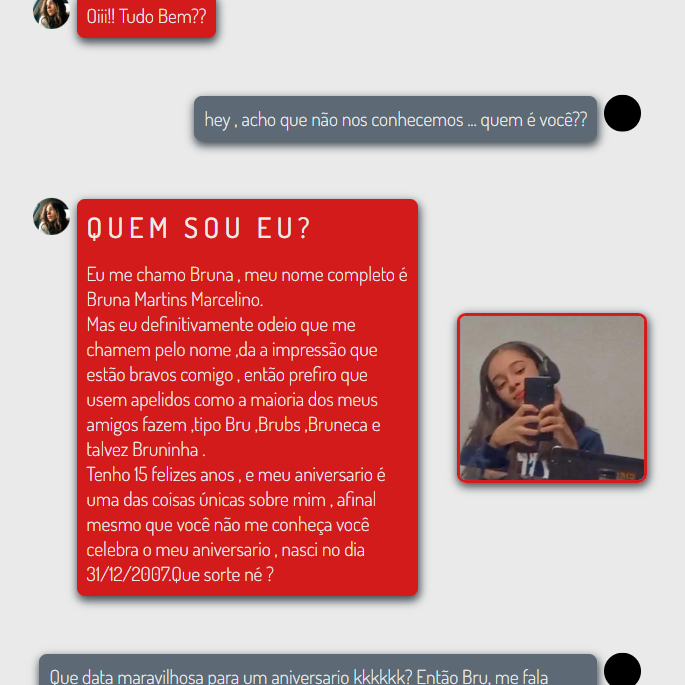 Oiii!! Tudo Bem??
hey , acho que não nos conhecemos ... quem é você??
QUEM SOU EU?
Eu me chamo Bruna , meu nome completo é
Bruna Martins Marcelino.
Mas eu definitivamente odeio que me
chamem pelo nome ,da a impressão que
estão bravos comigo , então prefiro que
usem apelidos como a maioria dos meus
amigos fazem ,tipo Bru ,Brubs ,Bruneca e
talvez Bruninha .
Tenho 15 felizes anos , e meu aniversario é
uma das coisas únicas sobre mim , afinal
mesmo que você não me conheça você
celebra o meu aniversario , nasci no dia
31/12/2007.Que sorte né ?
Que data maravilhosa para um aniversario kkkkkk? Então Bru, me fala